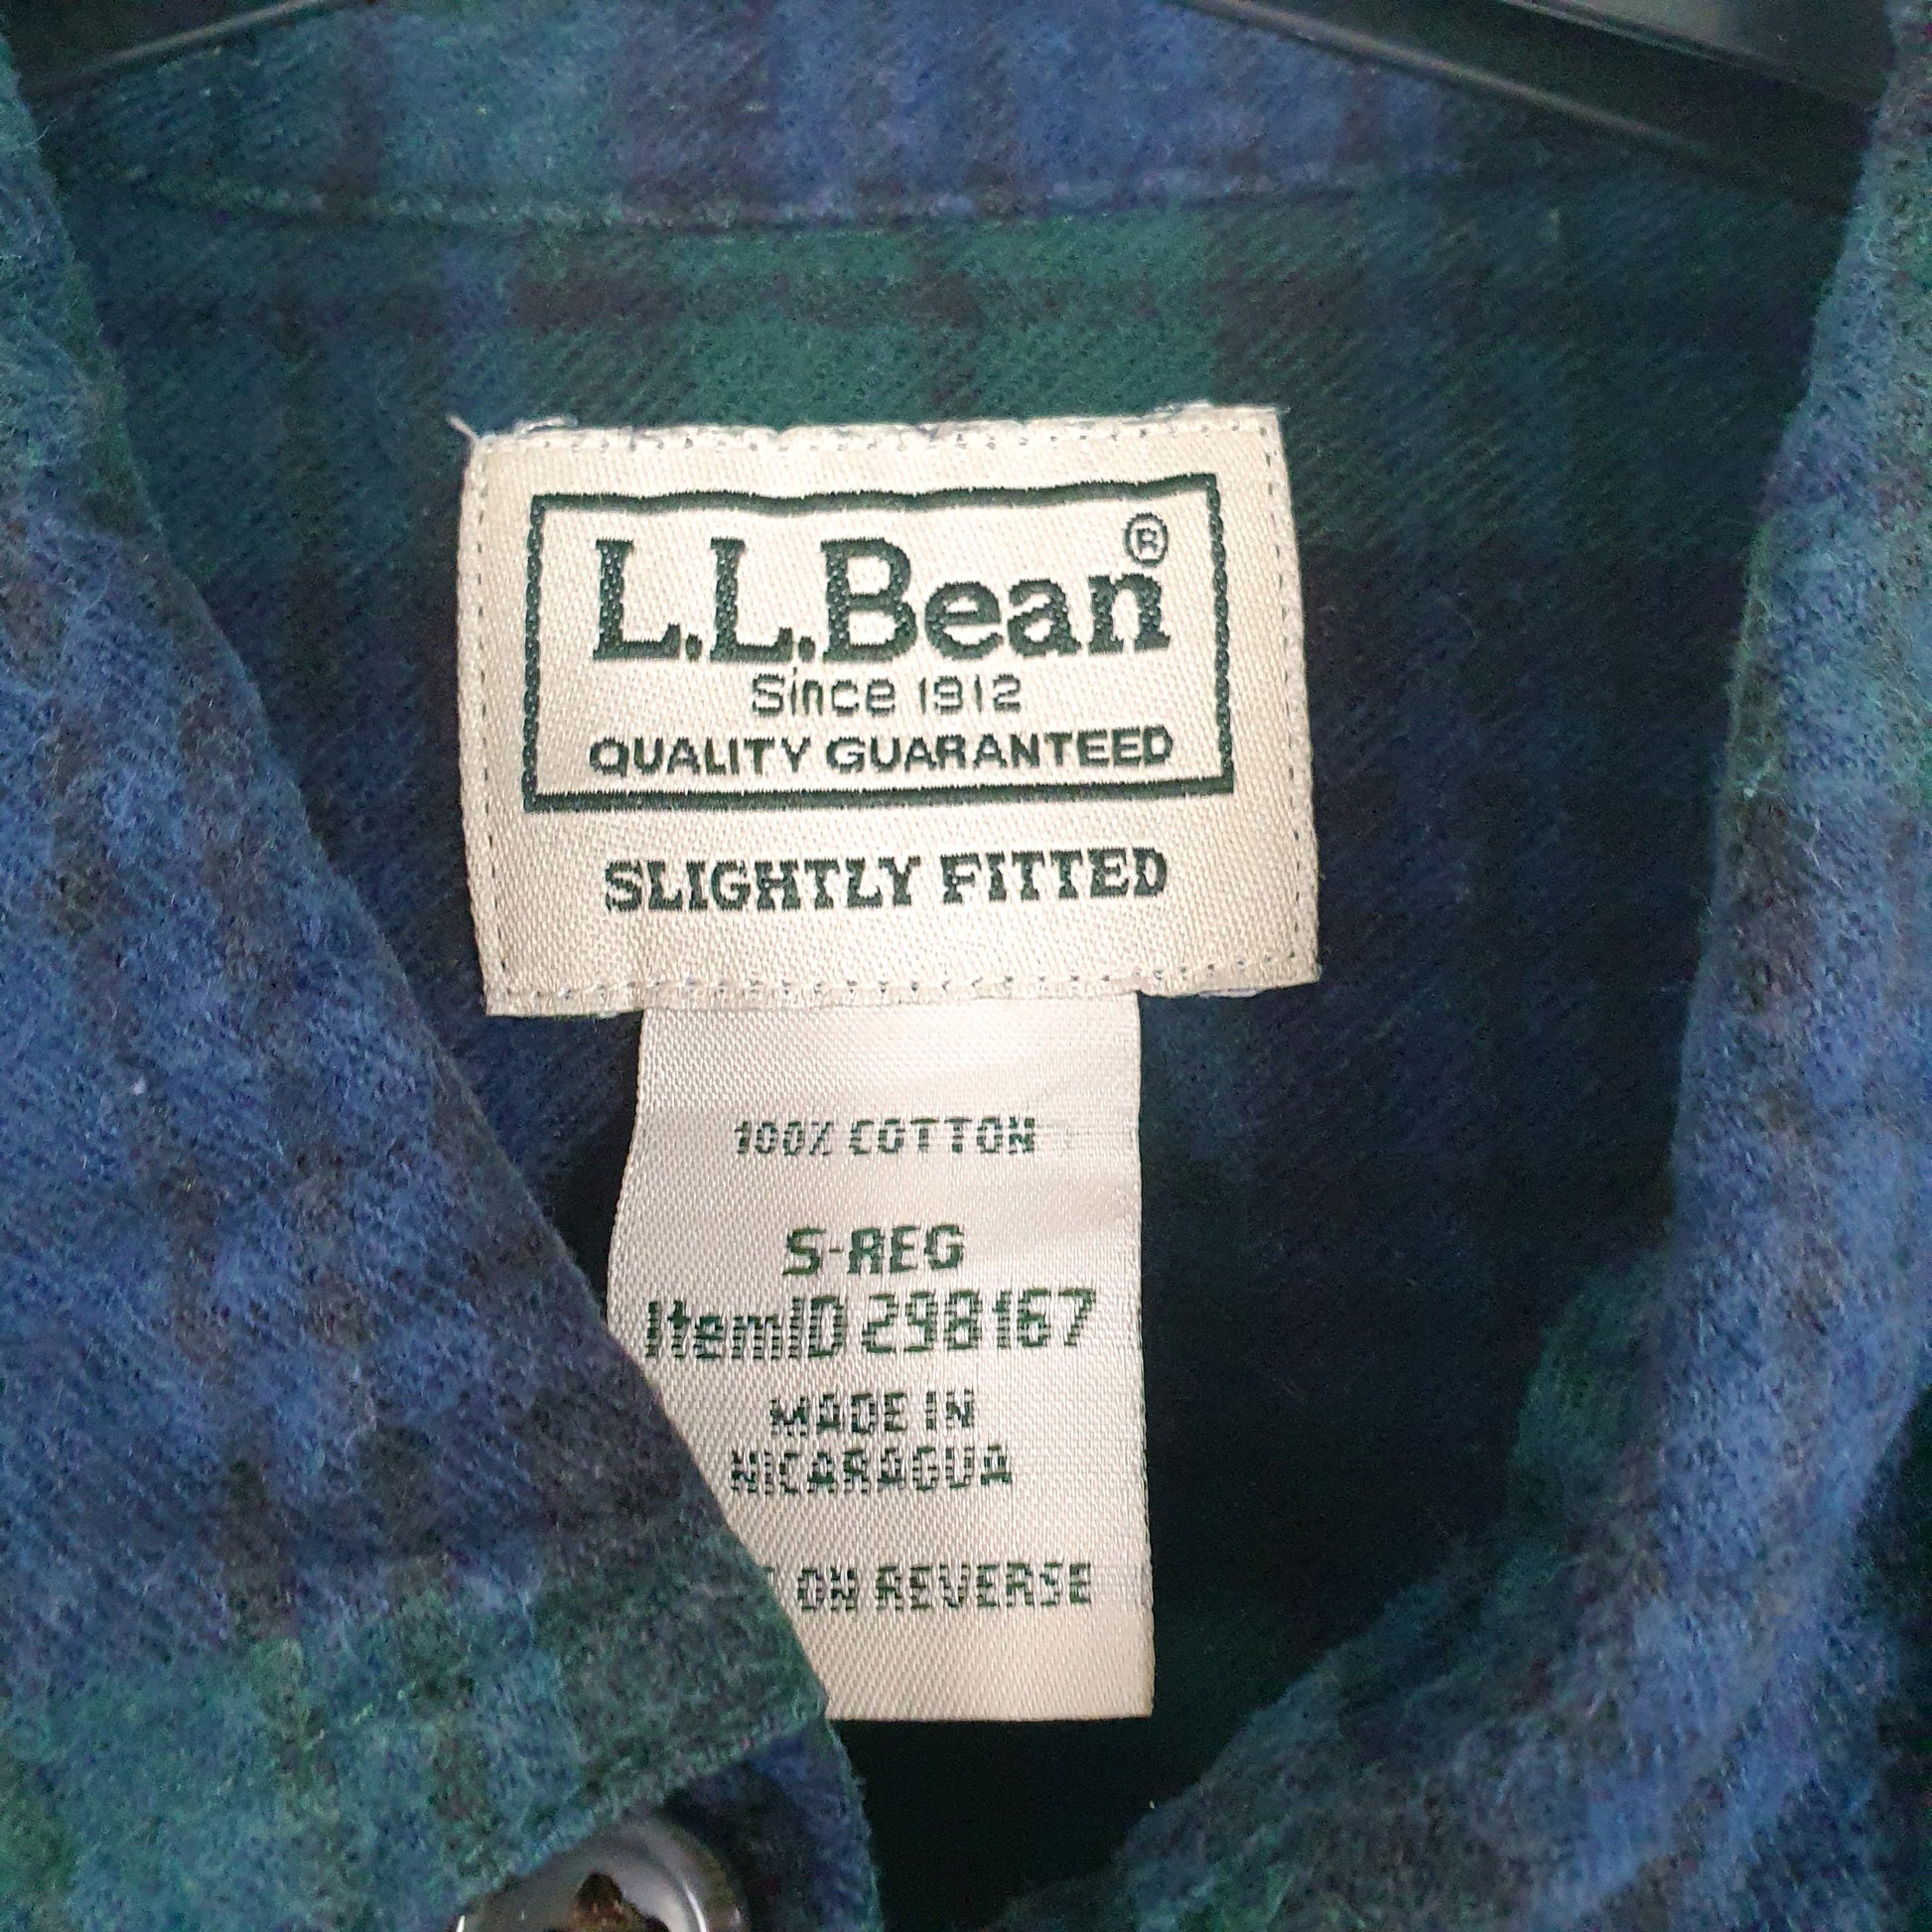 L.L.Bean®
Since 1912
QUALITY GUARANTEED
SLIGHTLY FITTED
100% COTTON
S-REG
ItemID 298167
MADE IN
NICARAGUA
ON REVERSE